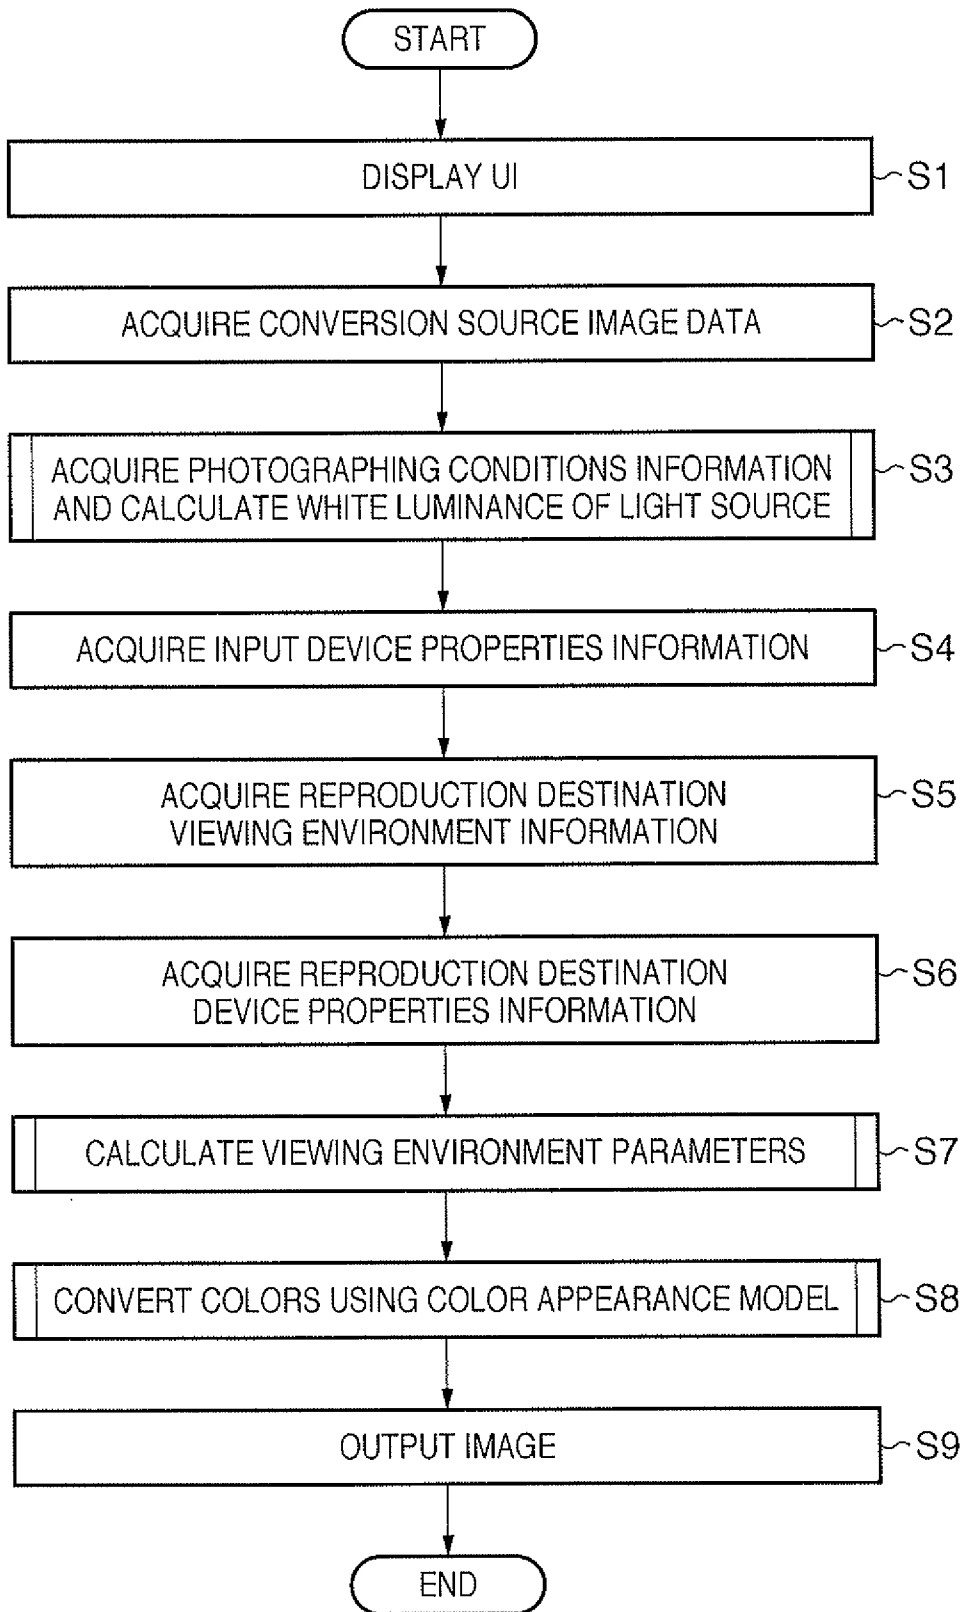 START
DISPLAY UI
S1
ACQUIRE CONVERSION SOURCE IMAGE DATA
S2
ACQUIRE PHOTOGRAPHING CONDITIONS INFORMATION
AND CALCULATE WHITE LUMINANCE OF LIGHT SOURCE
S3
ACQUIRE INPUT DEVICE PROPERTIES INFORMATION
S4
ACQUIRE REPRODUCTION DESTINATION
VIEWING ENVIRONMENT INFORMATION
S5
ACQUIRE REPRODUCTION DESTINATION
DEVICE PROPERTIES INFORMATION
S6
CALCULATE VIEWING ENVIRONMENT PARAMETERS
S7
CONVERT COLORS USING COLOR APPEARANCE MODEL
S8
OUTPUT IMAGE
S9
END